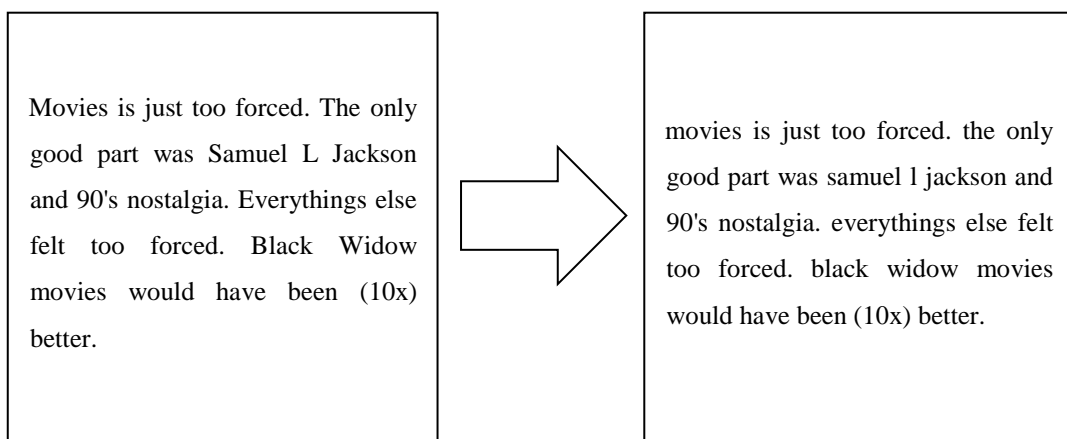 Movies is just too forced. The only
good part was Samuel L Jackson
and 90's nostalgia. Everythings else
felt too forced. Black Widow
movies would have been (10x)
better.
movies is just too forced. the only
good part was samuel l jackson and
90's nostalgia. everythings else felt
too forced. black widow movies
would have been (10x) better.